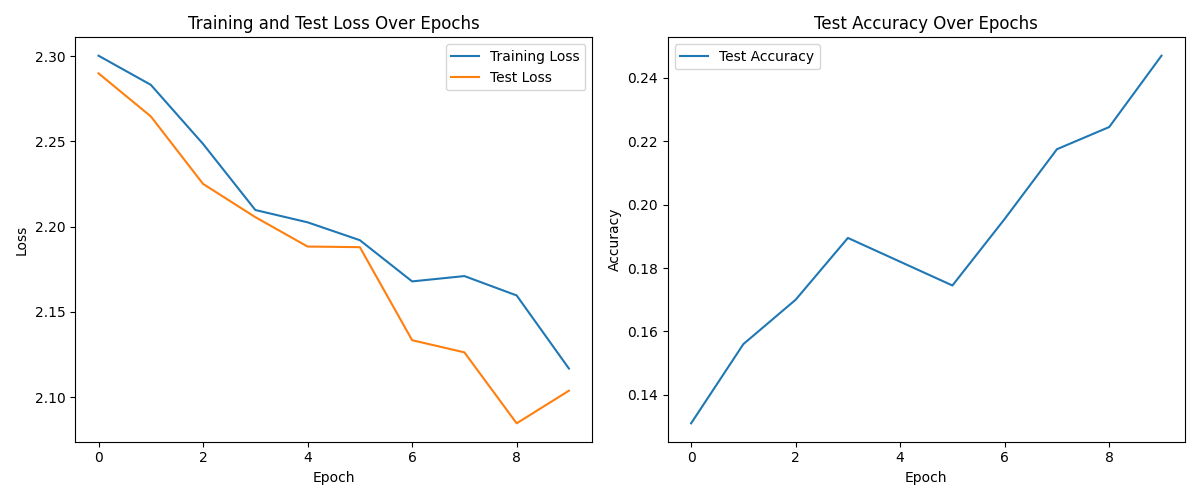 Training and Test Loss Over Epochs
Training Loss
Test Loss
2.30
2.25
2.20
2.15
2.10
Loss
0 2 4 6 8
Epoch
Test Accuracy Over Epochs
Test Accuracy
0.24
0.22
0.20
0.18
0.16
0.14
Accuracy
0 2 4 6 8
Epoch